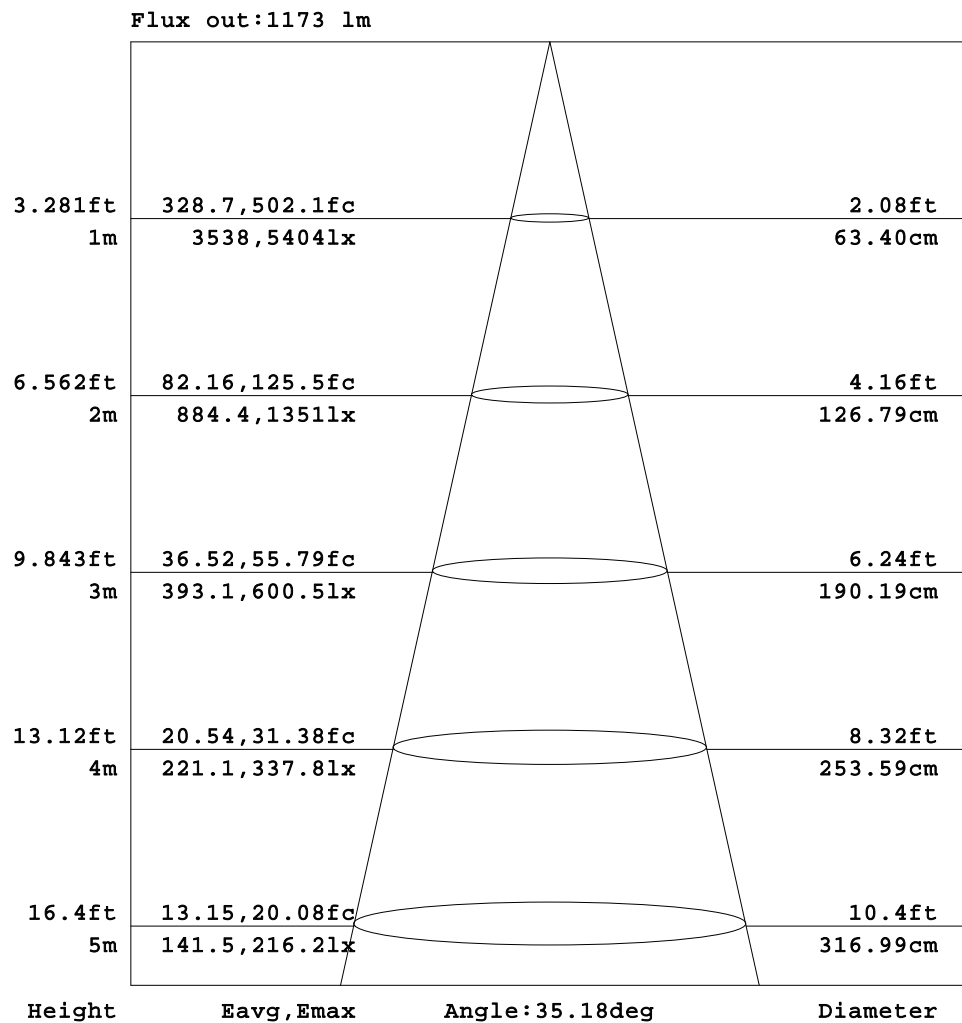 Flux out:1173 lm
3.281ft 328.7,502.1fc 2.08ft
1m 3538,5404lx 63.40cm
6.562ft 82.16,125.5fc 4.16ft
2m 884.4,1351lx 126.79cm
9.843ft 36.52,55.79fc 6.24ft
3m 393.1,600.5lx 190.19cm
13.12ft 20.54,31.38fc 8.32ft
4m 221.1,337.8lx 253.59cm
16.4ft 13.15,20.08fc 10.4ft
5m 141.5,216.2lx 316.99cm
Height Eavg,Emax Angle:35.18deg Diameter